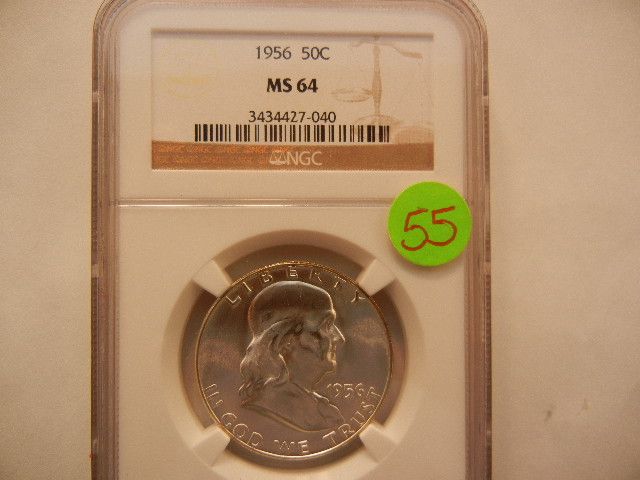 1956 50C
MS 64
3434427-040
NGC
55
LIBERTY
1956
IN GOD WE TRUST